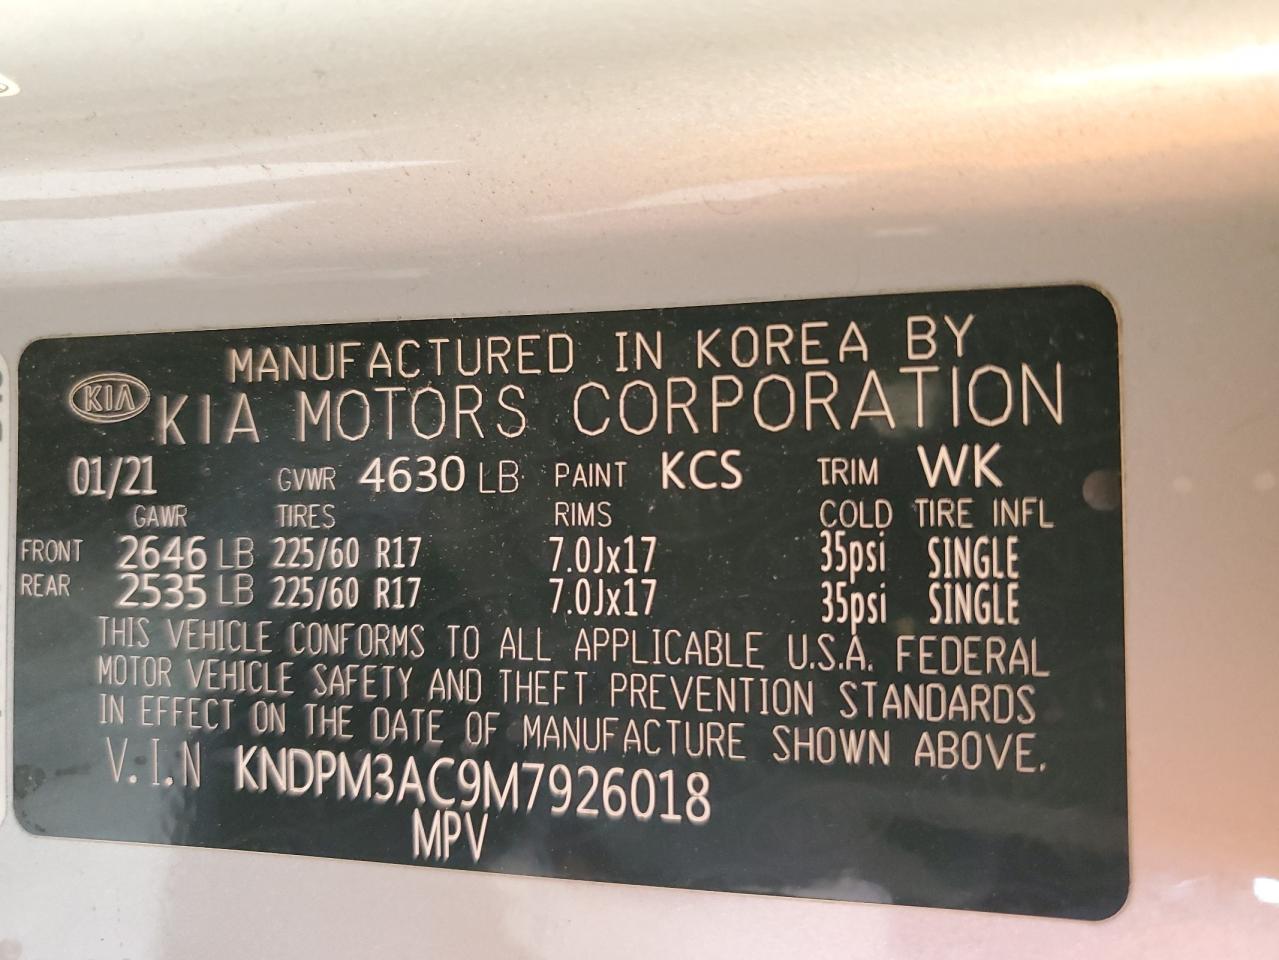 MANUFACTURED IN KOREA BY
KIA KIA MOTORS CORPORATION
01/21 GVWR 4630 LB PAINT KCS TRIM WK
GAWR TIRES RIMS COLD TIRE INFL
FRONT 2646 LB 225/60 R17 7.0Jx17 35psi SINGLE
REAR 2535 LB 225/60 R17 7.0Jx17 35psi SINGLE
THIS VEHICLE CONFORMS TO ALL APPLICABLE U.S.A. FEDERAL
MOTOR VEHICLE SAFETY AND THEFT PREVENTION STANDARDS
IN EFFECT ON THE DATE OF MANUFACTURE SHOWN ABOVE.
V.I.N KNDPM3AC9M7926018
MPV